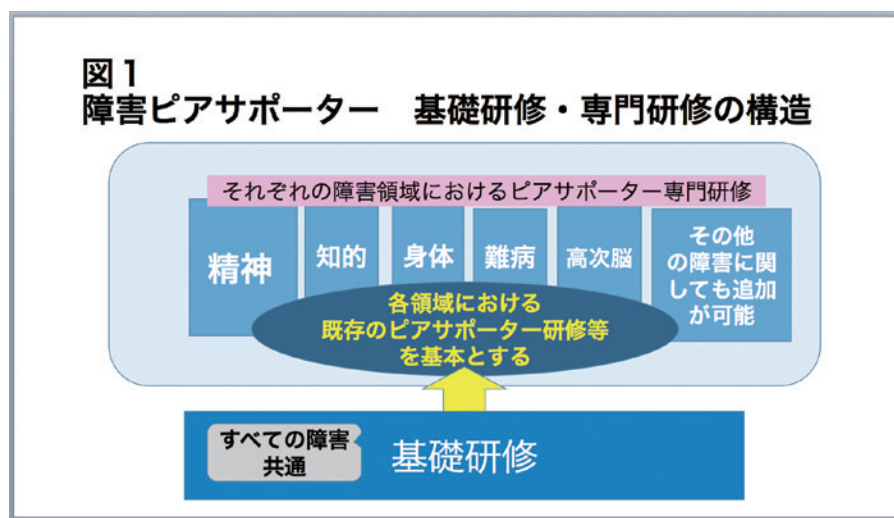 図1
障害ピアサポーター 基礎研修・専門研修の構造
それぞれの障害領域におけるピアサポーター専門研修
精神
知的
身体
難病
高次脳
その他
の障害に関
しても追加
が可能
各領域における
既存のピアサポーター研修等
を基本とする
すべての障害
共通
基礎研修